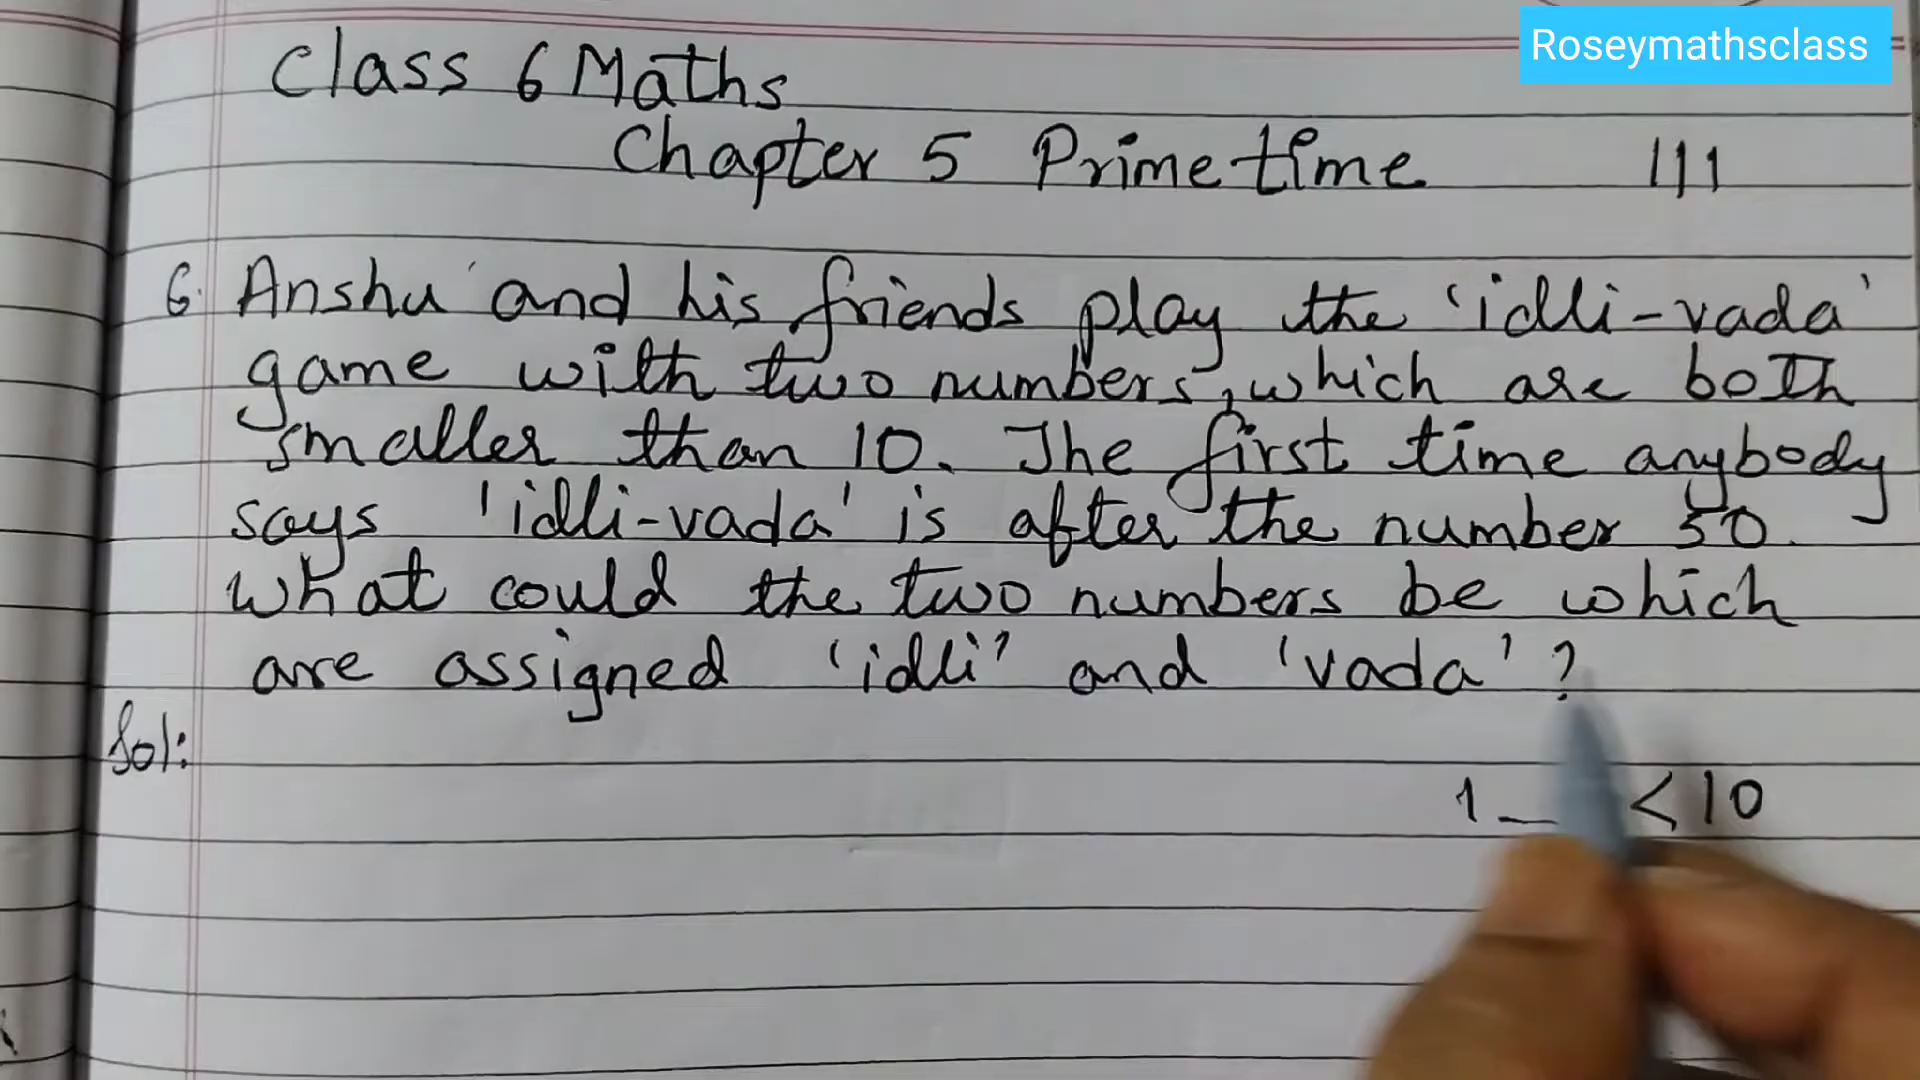 Roseymathsclass
Class 6 Maths
Chapter 5 Prime time 111
6. Anshu and his friends play the 'idli-vada'
game with two numbers, which are both
smaller than 10. The first time anybody
says 'idli-vada' is after the number 50.
what could the two numbers be which
are assigned 'idli' and 'vada'?
Sol:
1 __ < 10